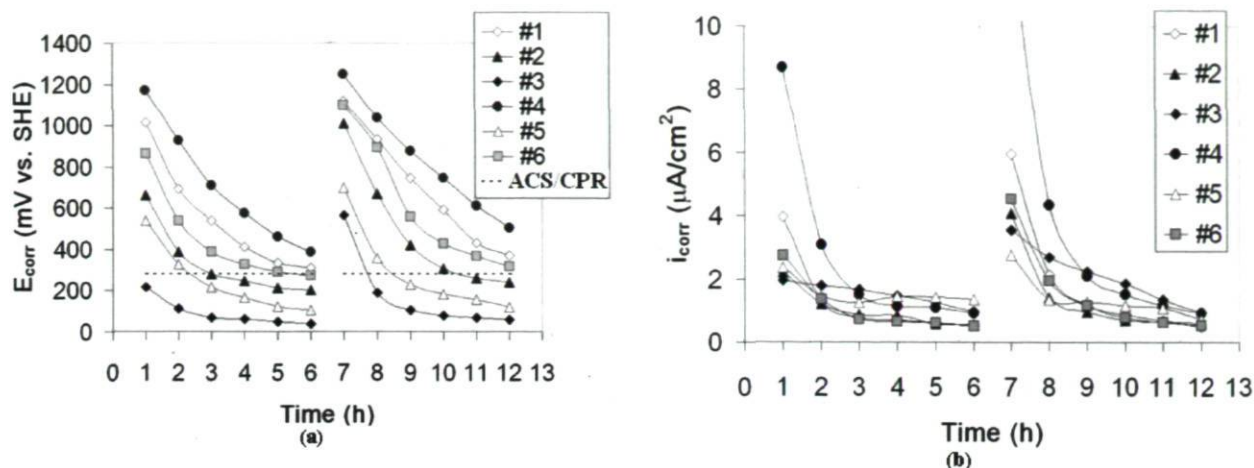 1400
1200
1000
800
600
400
200
0
E_corr (mV vs. SHE)
0 1 2 3 4 5 6 7 8 9 10 11 12 13
Time (h)
(a)
#1
#2
#3
#4
#5
#6
ACS/CPR
10
8
6
4
2
0
i_corr (μA/cm²)
0 1 2 3 4 5 6 7 8 9 10 11 12 13
Time (h)
(b)
#1
#2
#3
#4
#5
#6